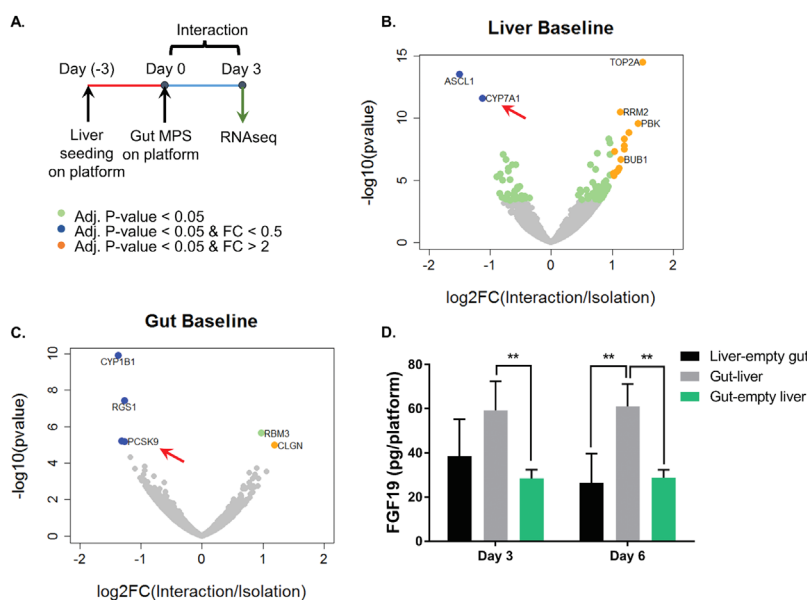 A.
Interaction
Day (-3) Day 0 Day 3
Liver seeding on platform
Gut MPS on platform
RNAseq
Adj. P-value < 0.05
Adj. P-value < 0.05 & FC < 0.5
Adj. P-value < 0.05 & FC > 2
B.
Liver Baseline
-log10(pvalue)
15
10
5
0
TOP2A
ASCL1
CYP7A1
RRM2
PBK
BUB1
-2 -1 0 1 2
log2FC(Interaction/Isolation)
C.
Gut Baseline
-log10(pvalue)
10
8
6
4
2
0
CYP1B1
RGS1
PCSK9
RBM3
CLGN
-2 -1 0 1 2
log2FC(Interaction/Isolation)
D.
FGF19 (pg/platform)
80
60
40
20
0
** ** **
Liver-empty gut
Gut-liver
Gut-empty liver
Day 3 Day 6